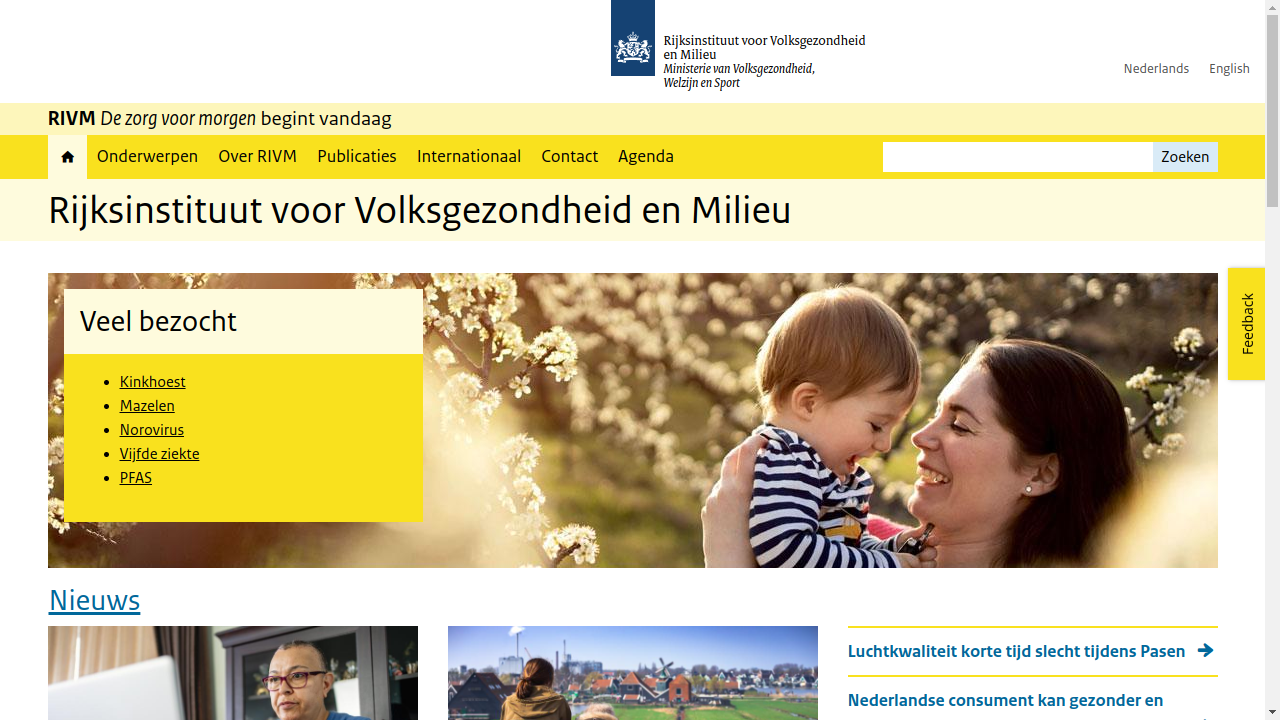 Rijksinstituut voor Volksgezondheid
en Milieu
Ministerie van Volksgezondheid,
Welzijn en Sport
Nederlands English
RIVM De zorg voor morgen begint vandaag
Onderwerpen Over RIVM Publicaties Internationaal Contact Agenda Zoeken
Rijksinstituut voor Volksgezondheid en Milieu
Veel bezocht
Kinkhoest
Mazelen
Norovirus
Vijfde ziekte
PFAS
Feedback
Nieuws
Luchtkwaliteit korte tijd slecht tijdens Pasen
Nederlandse consument kan gezonder en